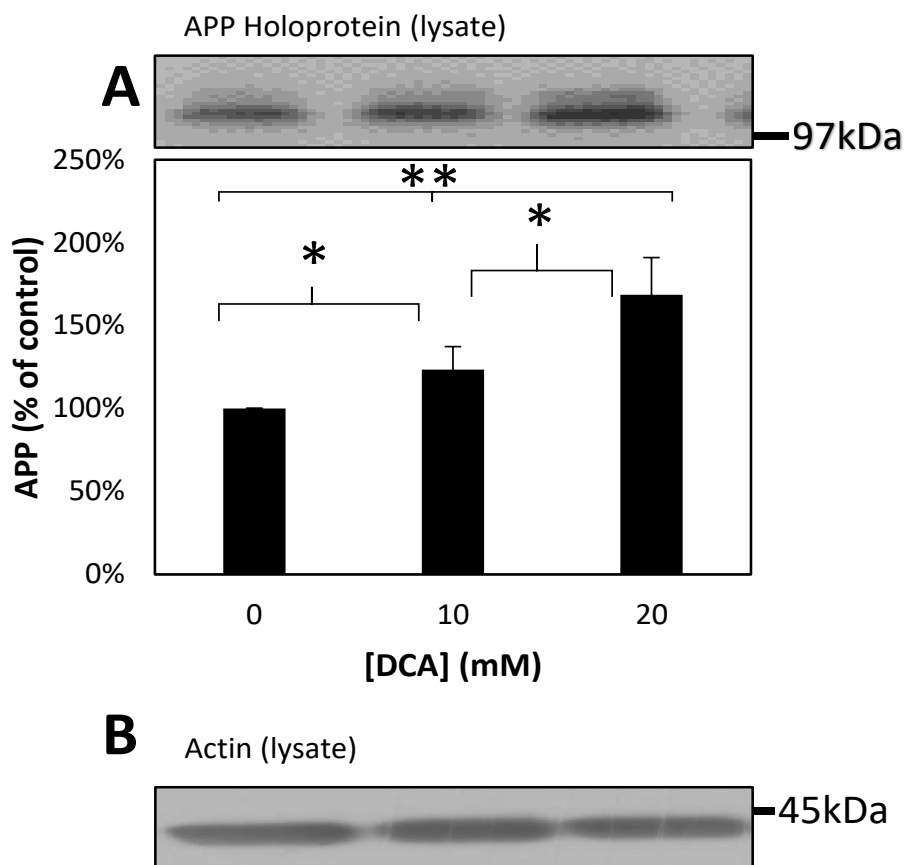 APP Holoprotein (lysate)
A
97kDa
250%
200%
150%
100%
50%
0%
APP (% of control)
**
*
*
0 10 20
[DCA] (mM)
B
Actin (lysate)
45kDa